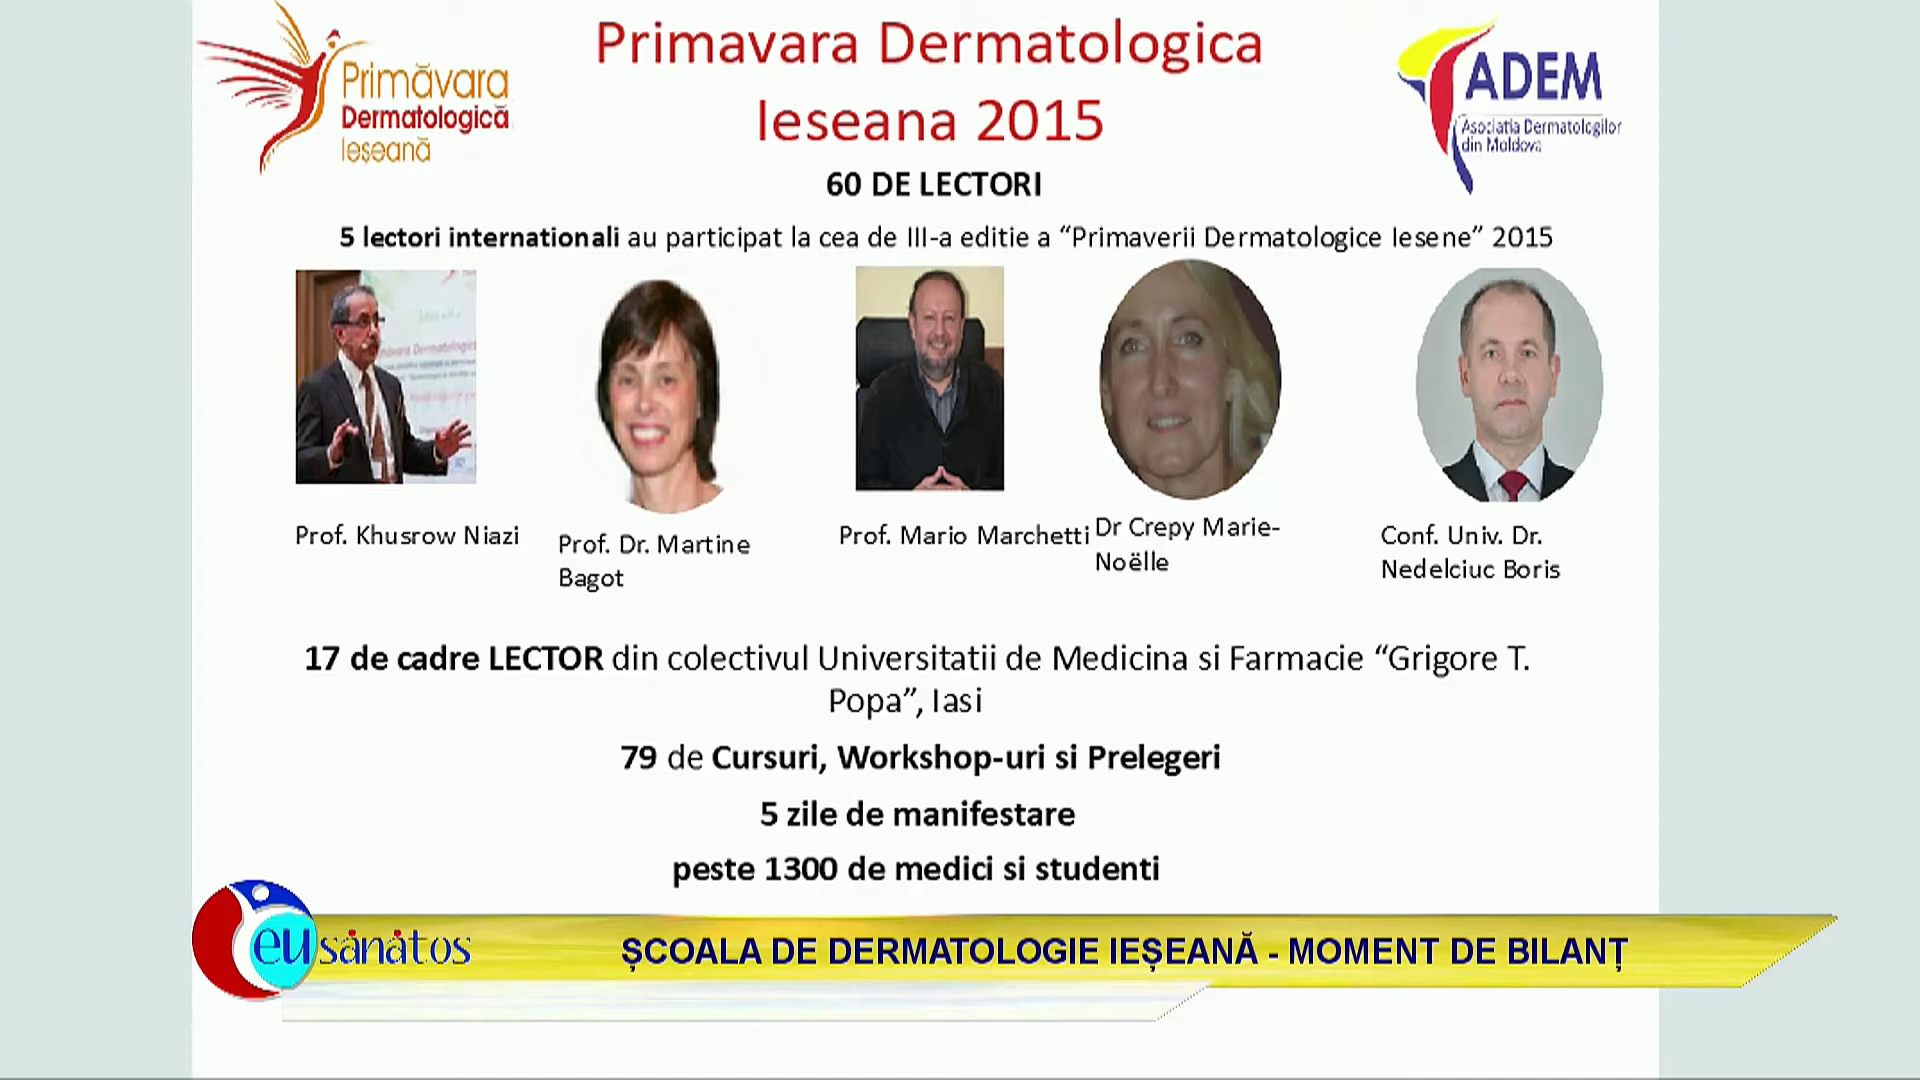 Primavara Dermatologica
Ieseana 2015
Primăvara
Dermatologică
Ieșeană
ADEM
Asociatia Dermatologilor
din Moldova
60 DE LECTORI
5 lectori internationali au participat la cea de III-a editie a “Primaverii Dermatologice Iesene” 2015
Prof. Khusrow Niazi
Prof. Dr. Martine
Bagot
Prof. Mario Marchetti
Dr Crepy Marie-
Noëlle
Conf. Univ. Dr.
Nedelciuc Boris
17 de cadre LECTOR din colectivul Universitatii de Medicina si Farmacie “Grigore T.
Popa”, Iasi
79 de Cursuri, Workshop-uri si Prelegeri
5 zile de manifestare
peste 1300 de medici si studenti
eu sănătos
ȘCOALA DE DERMATOLOGIE IEȘEANĂ - MOMENT DE BILANȚ